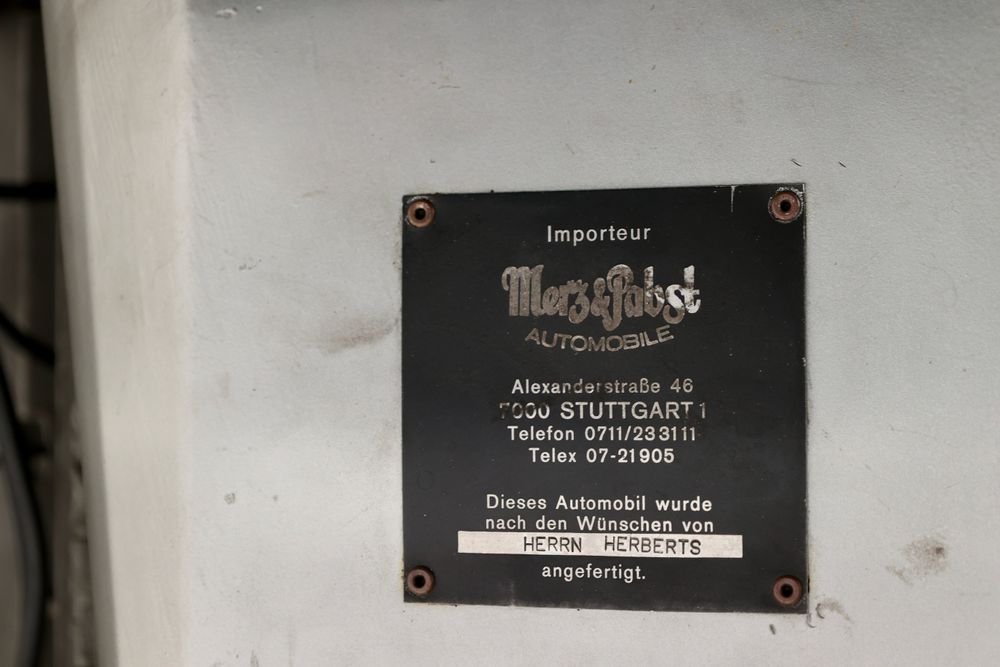 Importeur
Merz & Pabst
AUTOMOBILE
Alexanderstraße 46
7000 STUTTGART 1
Telefon 0711/233111
Telex 07-21905
Dieses Automobil wurde
nach den Wünschen von
HERRN HERBERTS
angefertigt.